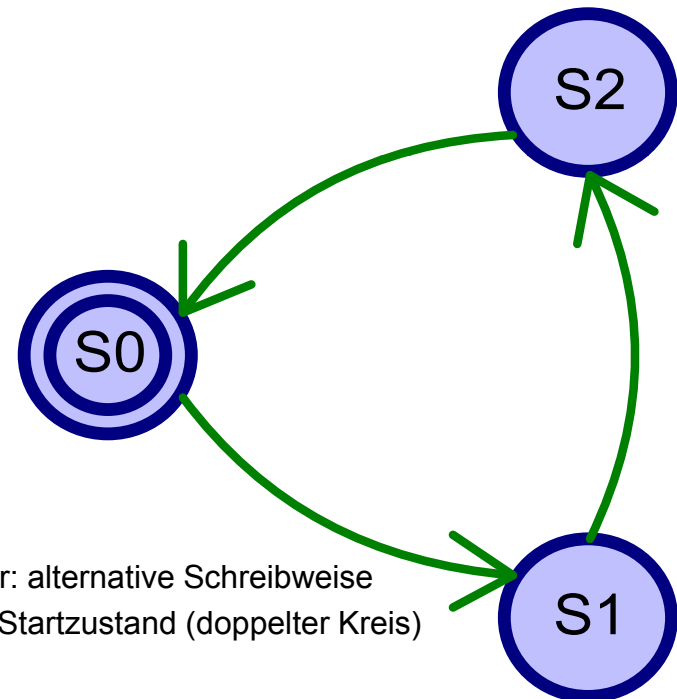 S2
S0
r: alternative Schreibweise
Startzustand (doppelter Kreis)
S1